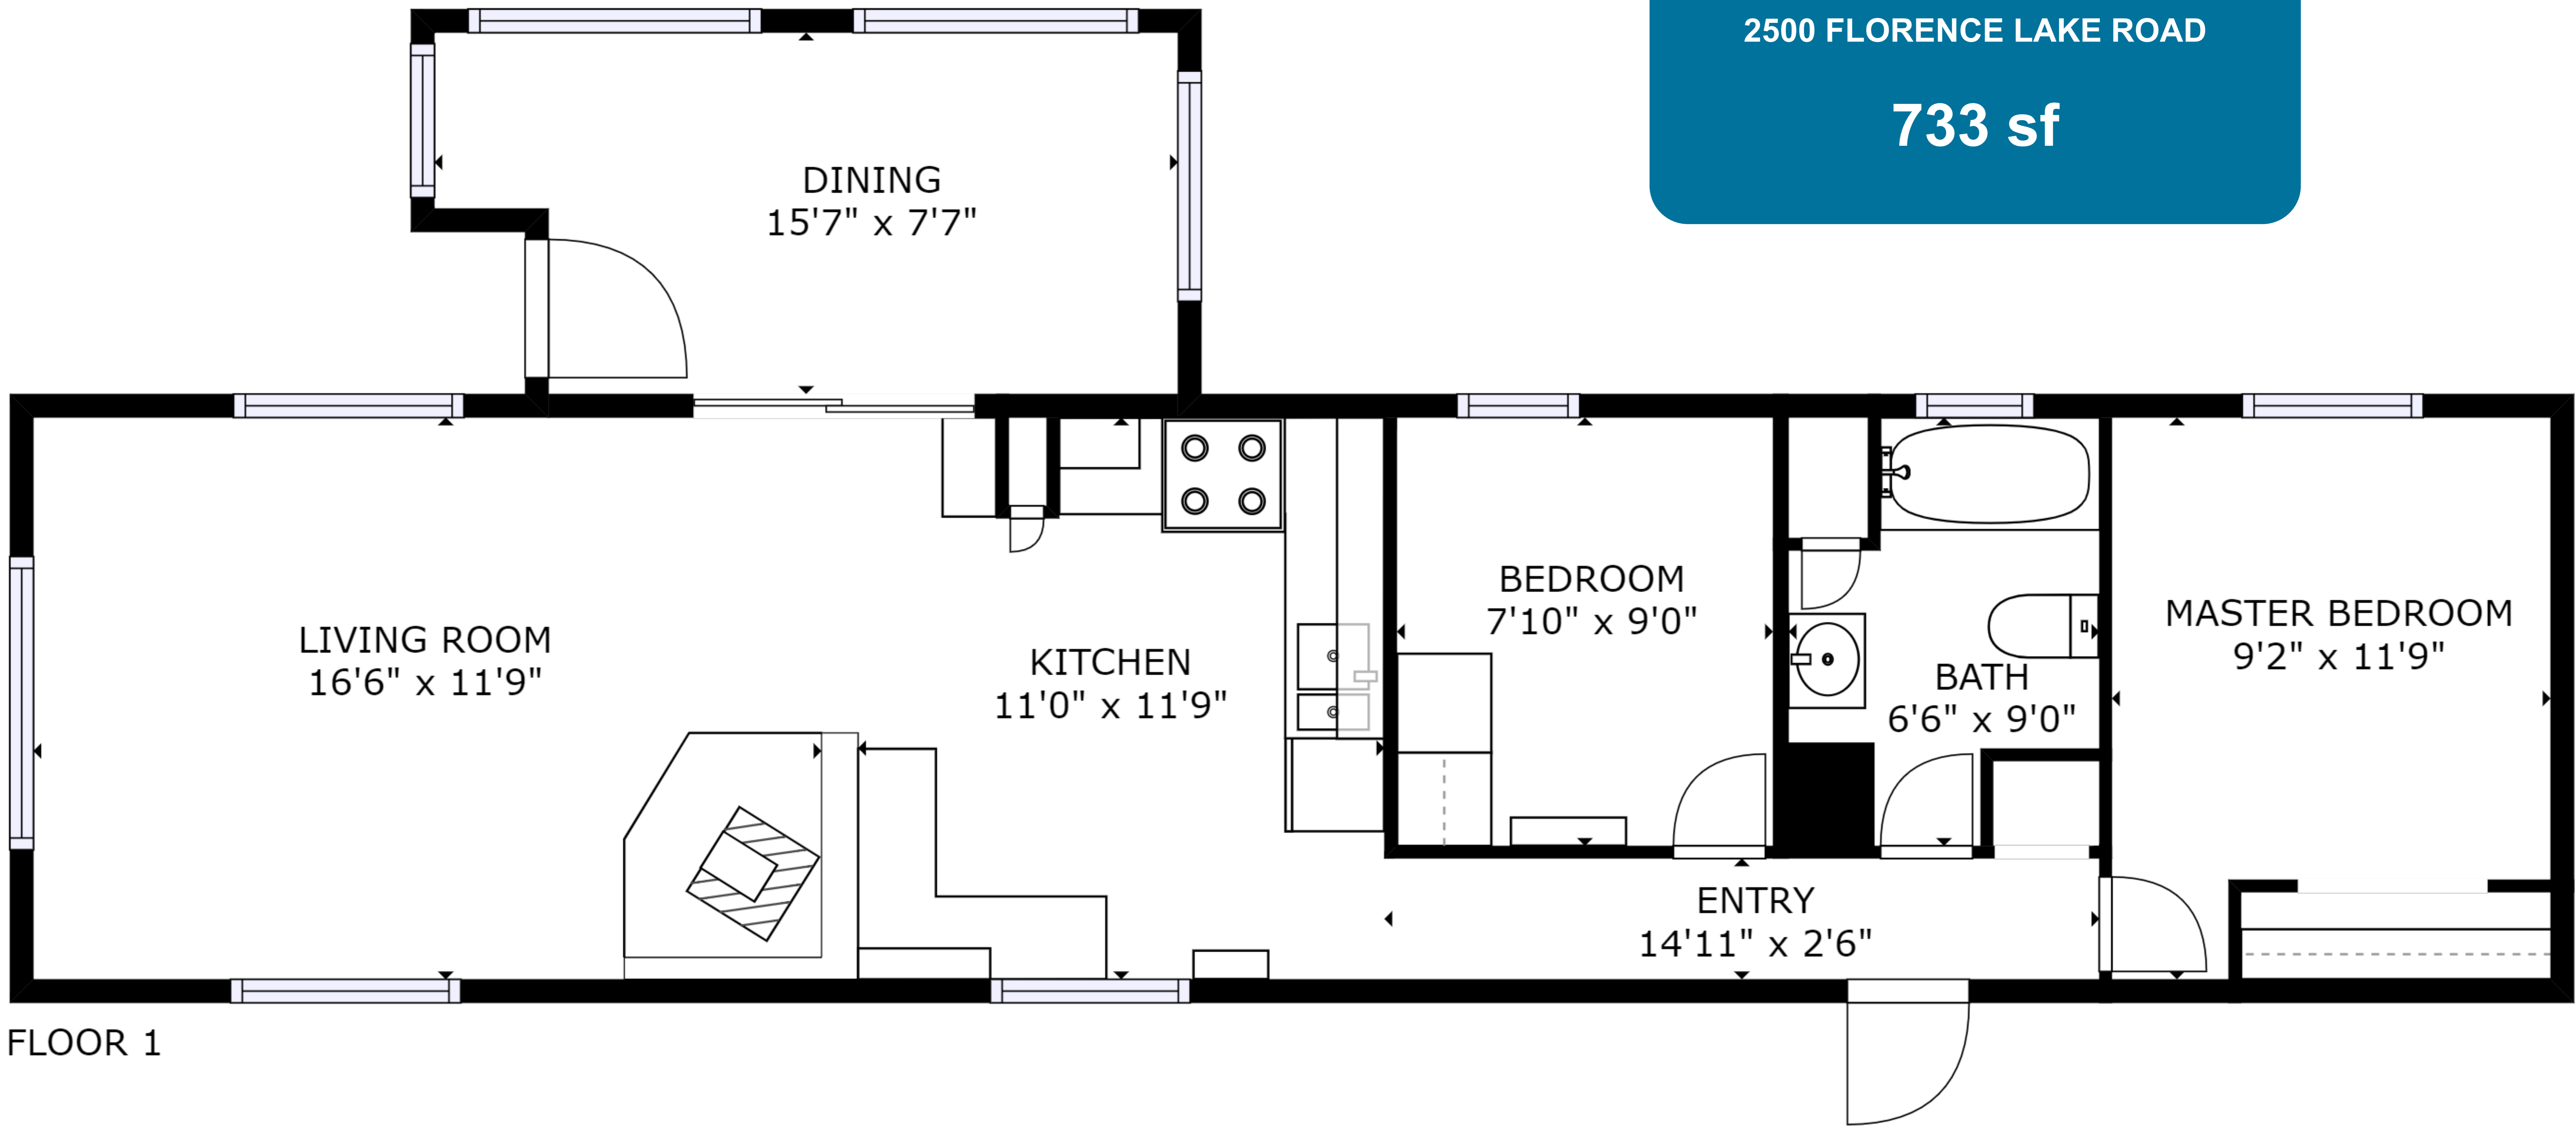 2500 FLORENCE LAKE ROAD
733 sf
DINING
15'7" x 7'7"
LIVING ROOM
16'6" x 11'9"
KITCHEN
11'0" x 11'9"
BEDROOM
7'10" x 9'0"
BATH
6'6" x 9'0"
MASTER BEDROOM
9'2" x 11'9"
ENTRY
14'11" x 2'6"
FLOOR 1